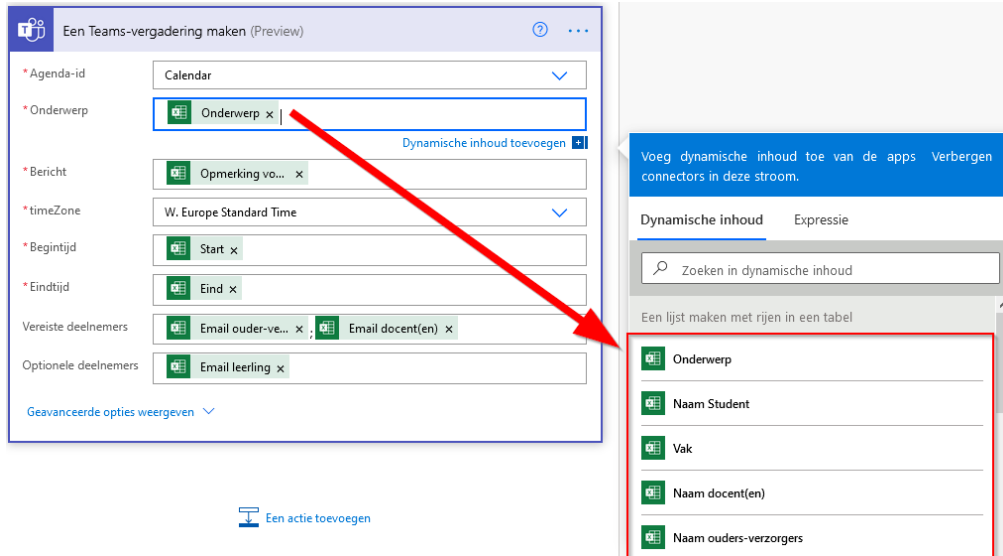 Een Teams-vergadering maken (Preview)
* Agenda-id
Calendar
* Onderwerp
Onderwerp ×
Dynamische inhoud toevoegen
* Bericht
Opmerking vo... ×
* timeZone
W. Europe Standard Time
* Begintijd
Start ×
* Eindtijd
Eind ×
Vereiste deelnemers
Email ouder-ve... × ; Email docent(en) ×
Optionele deelnemers
Email leerling ×
Geavanceerde opties weergeven
Een actie toevoegen
Voeg dynamische inhoud toe van de apps Verbergen
connectors in deze stroom.
Dynamische inhoud Expressie
Zoeken in dynamische inhoud
Een lijst maken met rijen in een tabel
Onderwerp
Naam Student
Vak
Naam docent(en)
Naam ouders-verzorgers